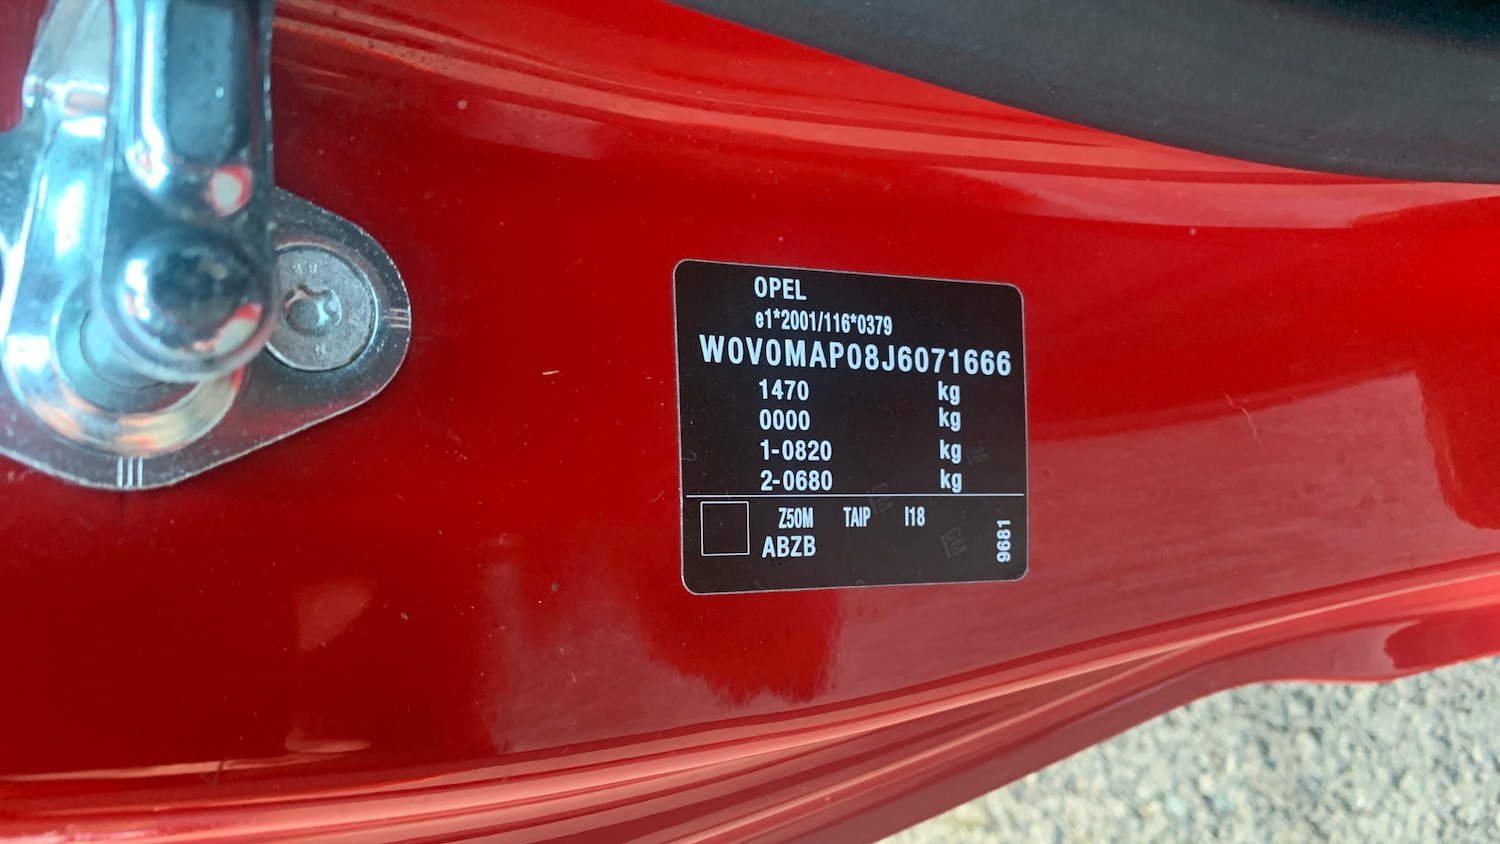 OPEL
e1*2001/116*0379
W0V0MAP08J6071666
1470 kg
0000 kg
1-0820 kg
2-0680 kg
Z50M TAIP I18
ABZB
9681
GM